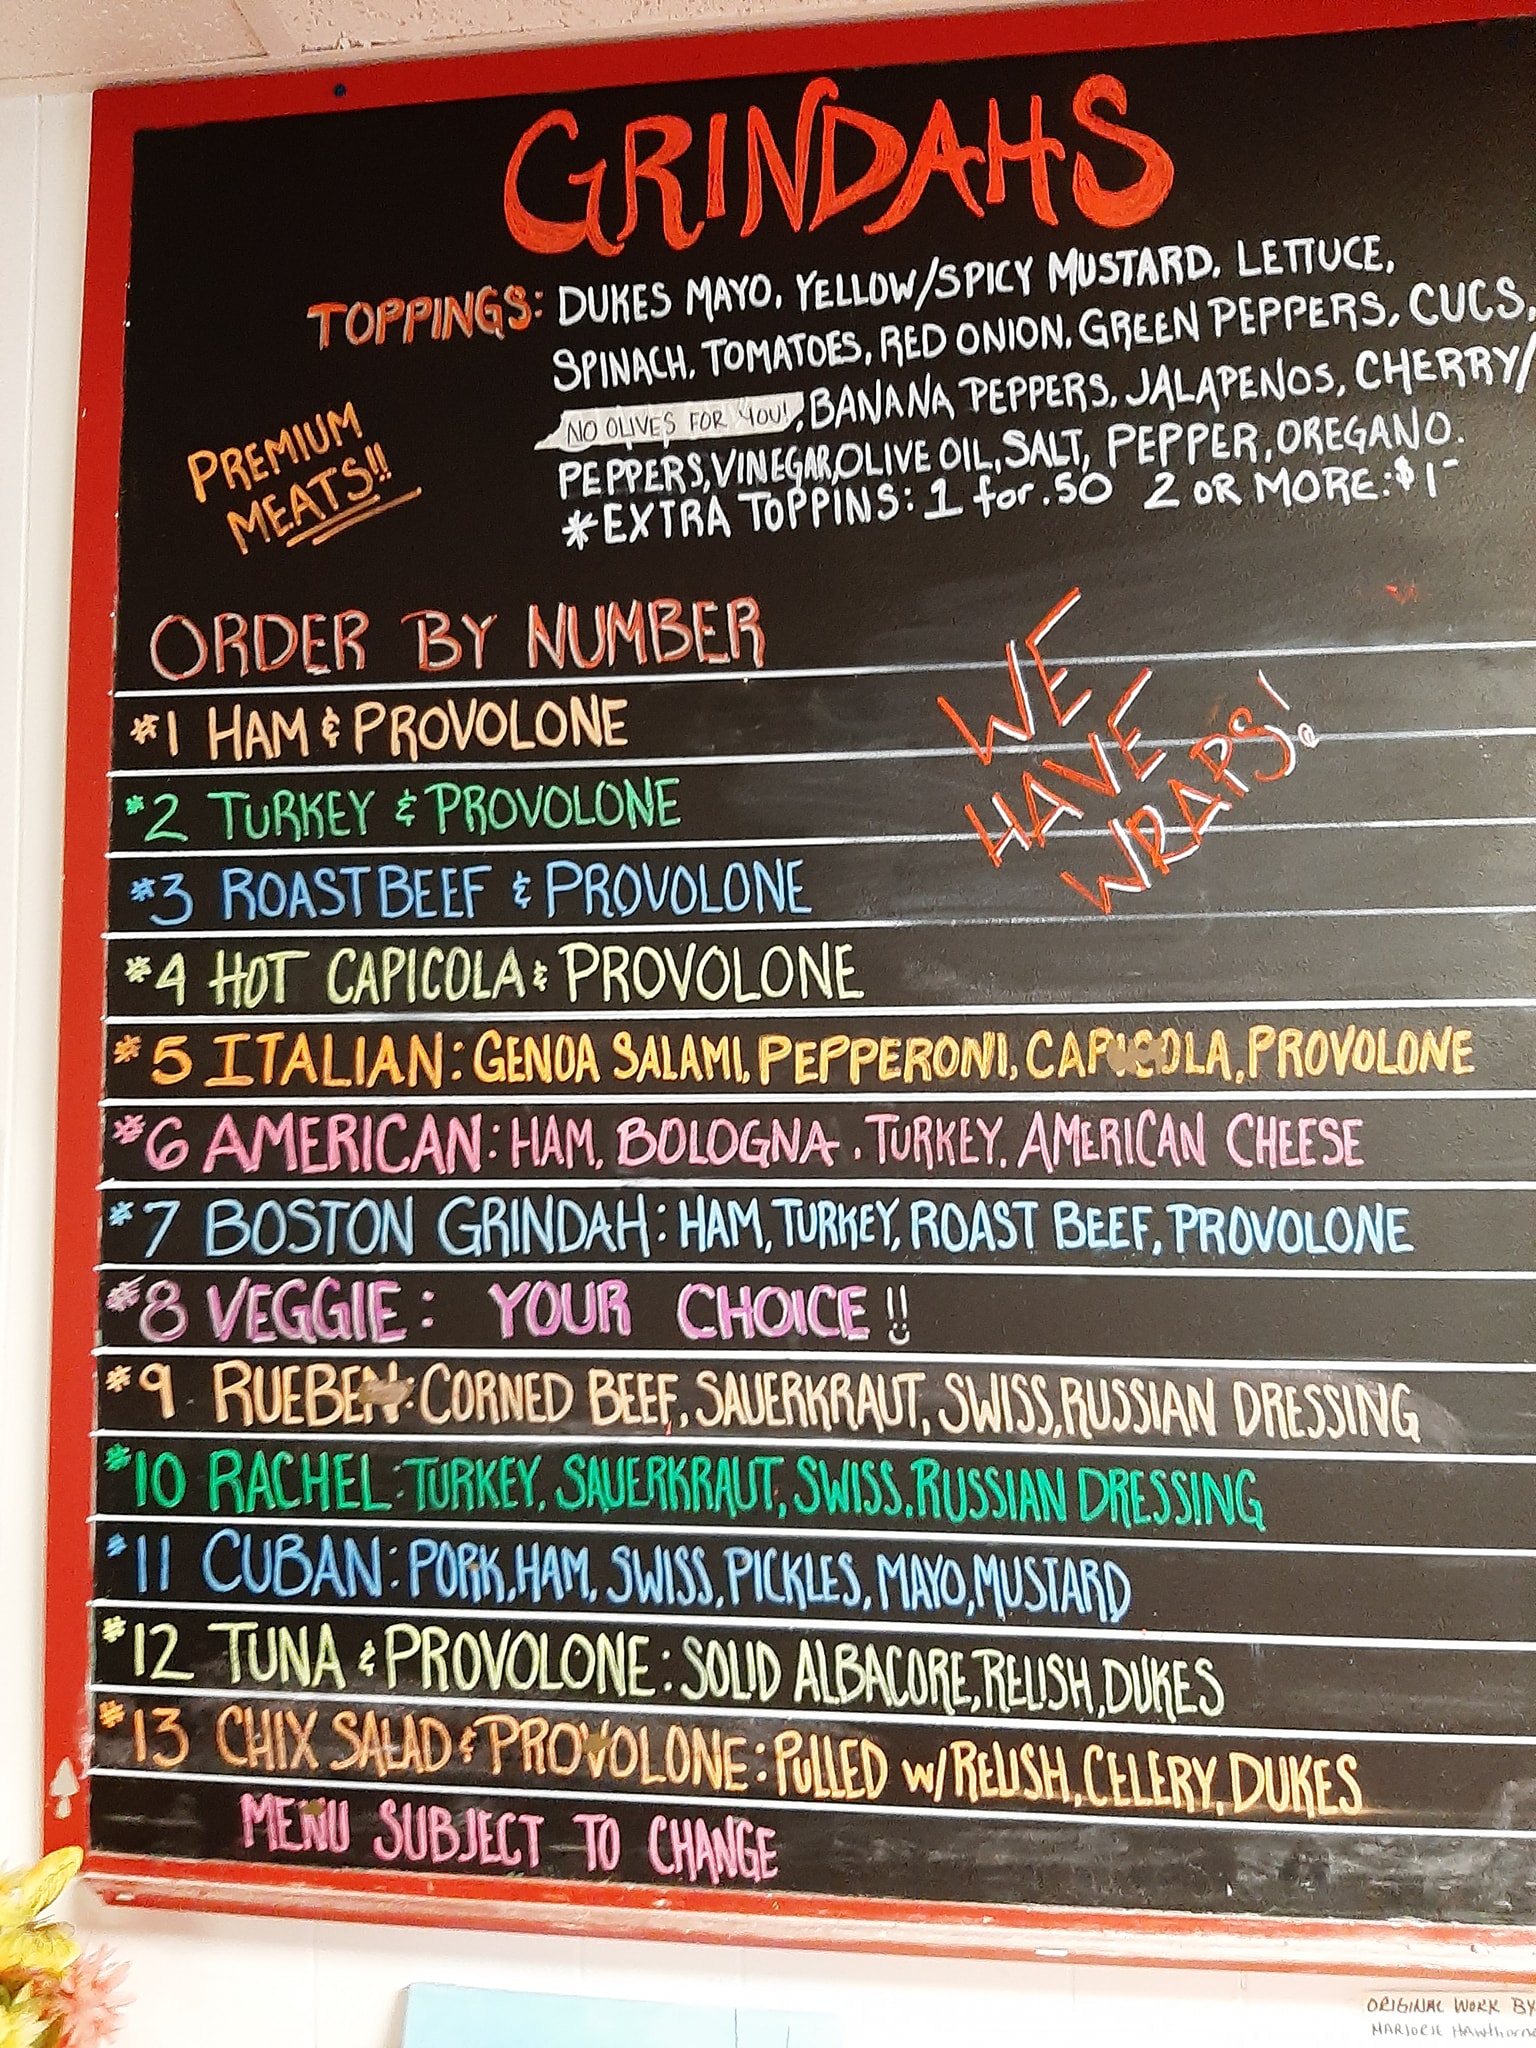 GRINDAHS
TOPPINGS: DUKES MAYO, YELLOW/SPICY MUSTARD, LETTUCE,
SPINACH, TOMATOES, RED ONION, GREEN PEPPERS, CUCS,
NO OLIVES FOR YOU!, BANANA PEPPERS, JALAPENOS, CHERRY/
PEPPERS, VINEGAR, OLIVE OIL, SALT, PEPPER, OREGANO.
*EXTRA TOPPINS: 1 for .50 2 OR MORE: $1-
PREMIUM
MEATS!!
ORDER BY NUMBER
WE
HAVE
WRAPS!
#1 HAM & PROVOLONE
#2 TURKEY & PROVOLONE
#3 ROAST BEEF & PROVOLONE
#4 HOT CAPICOLA & PROVOLONE
#5 ITALIAN: GENOA SALAMI, PEPPERONI, CAPICOLA, PROVOLONE
#6 AMERICAN: HAM, BOLOGNA, TURKEY, AMERICAN CHEESE
#7 BOSTON GRINDAH: HAM, TURKEY, ROAST BEEF, PROVOLONE
#8 VEGGIE: YOUR CHOICE!!
#9 RUEBEN: CORNED BEEF, SAUERKRAUT, SWISS, RUSSIAN DRESSING
#10 RACHEL: TURKEY, SAUERKRAUT, SWISS, RUSSIAN DRESSING
#11 CUBAN: PORK, HAM, SWISS, PICKLES, MAYO, MUSTARD
#12 TUNA & PROVOLONE: SOLID ALBACORE, RELISH, DUKES
#13 CHIX SALAD & PROVOLONE: PULLED w/RELISH, CELERY, DUKES
MENU SUBJECT TO CHANGE
ORIGINAL WORK BY
MARJORIE HAWTHORNE